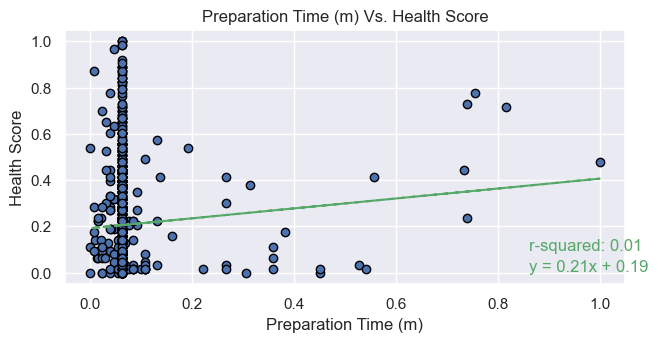 Preparation Time (m) Vs. Health Score
1.0
0.8
0.6
0.4
0.2
0.0
Health Score
r-squared: 0.01
y = 0.21x + 0.19
0.0 0.2 0.4 0.6 0.8 1.0
Preparation Time (m)